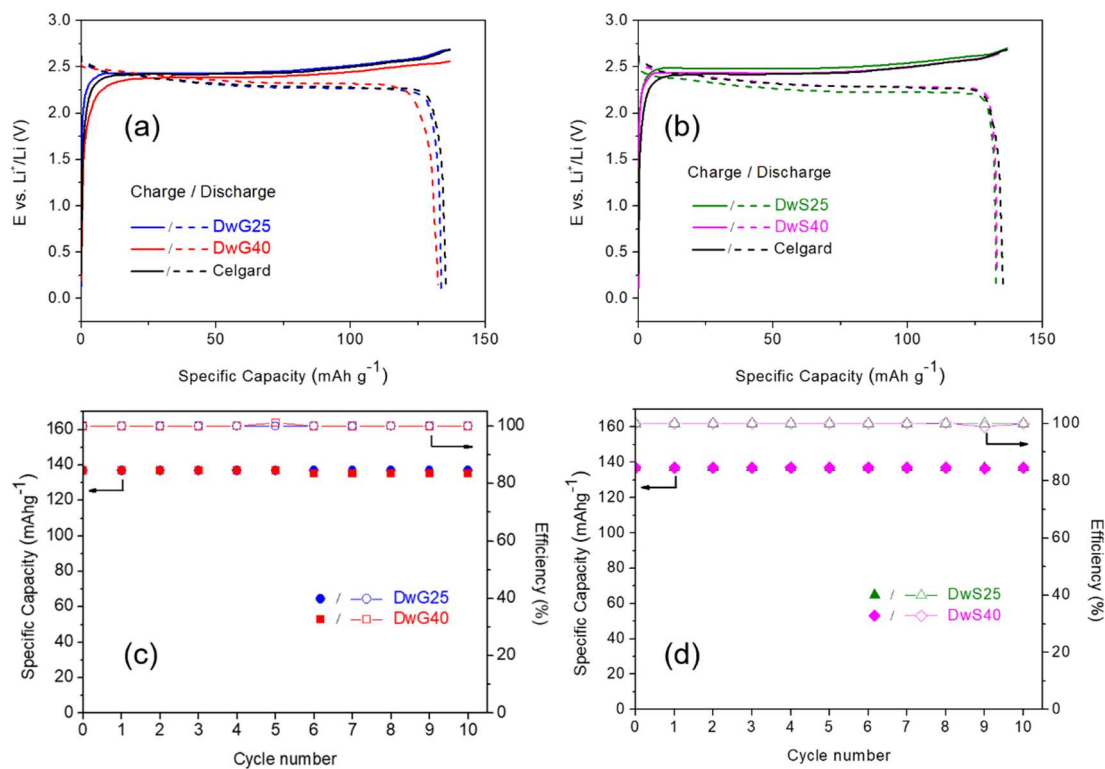 3.0
2.5
2.0
1.5
1.0
2.5
0.0
E vs. Li⁺/Li (V)
(a)
Charge / Discharge
/ DwG25
/ DwG40
/ Celgard
0 50 100 150
Specific Capacity (mAh g⁻¹)
3.0
2.5
2.0
1.5
1.0
2.5
0.0
E vs. Li⁺/Li (V)
(b)
Charge / Discharge
/ DwS25
/ DwS40
/ Celgard
0 50 100 150
Specific Capacity (mAh g⁻¹)
160
140
120
100
80
60
40
20
0
Specific Capacity (mAhg⁻¹)
100
80
60
40
20
0
Efficiency (%)
/ DwG25
/ DwG40
(c)
0 1 2 3 4 5 6 7 8 9 10
Cycle number
160
140
120
100
80
60
40
20
0
Specific Capacity (mAhg⁻¹)
100
80
60
40
20
0
Efficiency (%)
/ DwS25
/ DwS40
(d)
0 1 2 3 4 5 6 7 8 9 10
Cycle number